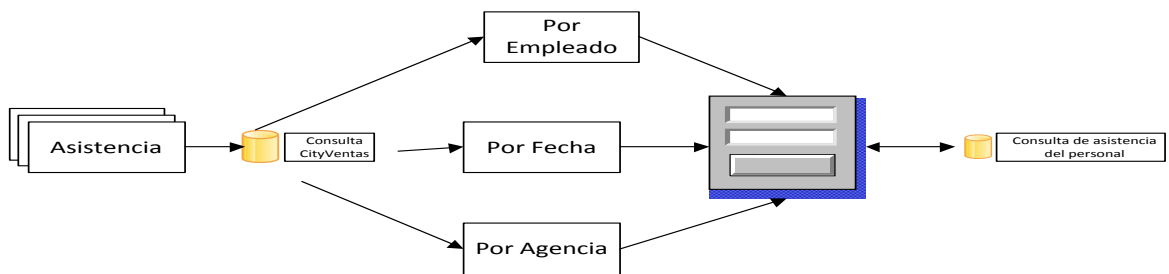 Por
Empleado
Asistencia
Consulta
CityVentas
Por Fecha
Consulta de asistencia
del personal
Por Agencia